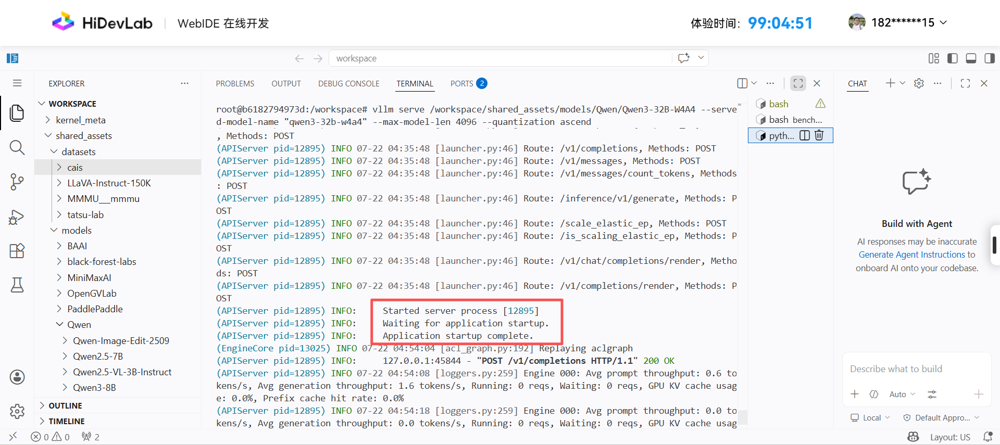 HiDevLab
WebIDE 在线开发
体验时间: 99:04:51
182******15
workspace
EXPLORER
WORKSPACE
kernel_meta
shared_assets
datasets
cais
LLaVA-Instruct-150K
MMMU__mmmu
tatsu-lab
models
BAAI
black-forest-labs
MiniMaxAI
OpenGVLab
PaddlePaddle
Qwen
Qwen-Image-Edit-2509
Qwen2.5-7B
Qwen2.5-VL-3B-Instruct
Qwen3-8B
OUTLINE
TIMELINE
PROBLEMS
OUTPUT
DEBUG CONSOLE
TERMINAL
PORTS 2
root@b6182794973d:/workspace# vllm serve /workspace/shared_assets/models/Qwen/Qwen3-32B-W4A4 --serve
d-model-name "qwen3-32b-w4a4" --max-model-len 4096 --quantization ascend
, Methods: POST
(APIServer pid=12895) INFO 07-22 04:35:48 [launcher.py:46] Route: /v1/completions, Methods: POST
(APIServer pid=12895) INFO 07-22 04:35:48 [launcher.py:46] Route: /v1/messages, Methods: POST
(APIServer pid=12895) INFO 07-22 04:35:48 [launcher.py:46] Route: /v1/messages/count_tokens, Methods
: POST
(APIServer pid=12895) INFO 07-22 04:35:48 [launcher.py:46] Route: /inference/v1/generate, Methods: P
OST
(APIServer pid=12895) INFO 07-22 04:35:48 [launcher.py:46] Route: /scale_elastic_ep, Methods: POST
(APIServer pid=12895) INFO 07-22 04:35:48 [launcher.py:46] Route: /is_scaling_elastic_ep, Methods: P
OST
(APIServer pid=12895) INFO 07-22 04:35:48 [launcher.py:46] Route: /v1/chat/completions/render, Metho
ds: POST
(APIServer pid=12895) INFO 07-22 04:35:48 [launcher.py:46] Route: /v1/completions/render, Methods: P
OST
(APIServer pid=12895) INFO: Started server process [12895]
(APIServer pid=12895) INFO: Waiting for application startup.
(APIServer pid=12895) INFO: Application startup complete.
(EngineCore pid=13025) INFO 07-22 04:54:04 [acl_graph.py:192] Replaying aclgraph
(APIServer pid=12895) INFO: 127.0.0.1:45844 - "POST /v1/completions HTTP/1.1" 200 OK
(APIServer pid=12895) INFO 07-22 04:54:08 [loggers.py:259] Engine 000: Avg prompt throughput: 0.6 to
kens/s, Avg generation throughput: 1.6 tokens/s, Running: 0 reqs, Waiting: 0 reqs, GPU KV cache usag
e: 0.0%, Prefix cache hit rate: 0.0%
(APIServer pid=12895) INFO 07-22 04:54:18 [loggers.py:259] Engine 000: Avg prompt throughput: 0.0 to
kens/s, Avg generation throughput: 0.0 tokens/s, Running: 0 reqs, Waiting: 0 reqs, GPU KV cache usag
bash
bash bench...
pyth...
CHAT
Build with Agent
AI responses may be inaccurate
Generate Agent Instructions to
onboard AI onto your codebase.
Describe what to build
Auto
Local
Default Appro...
0 0 2
Layout: US